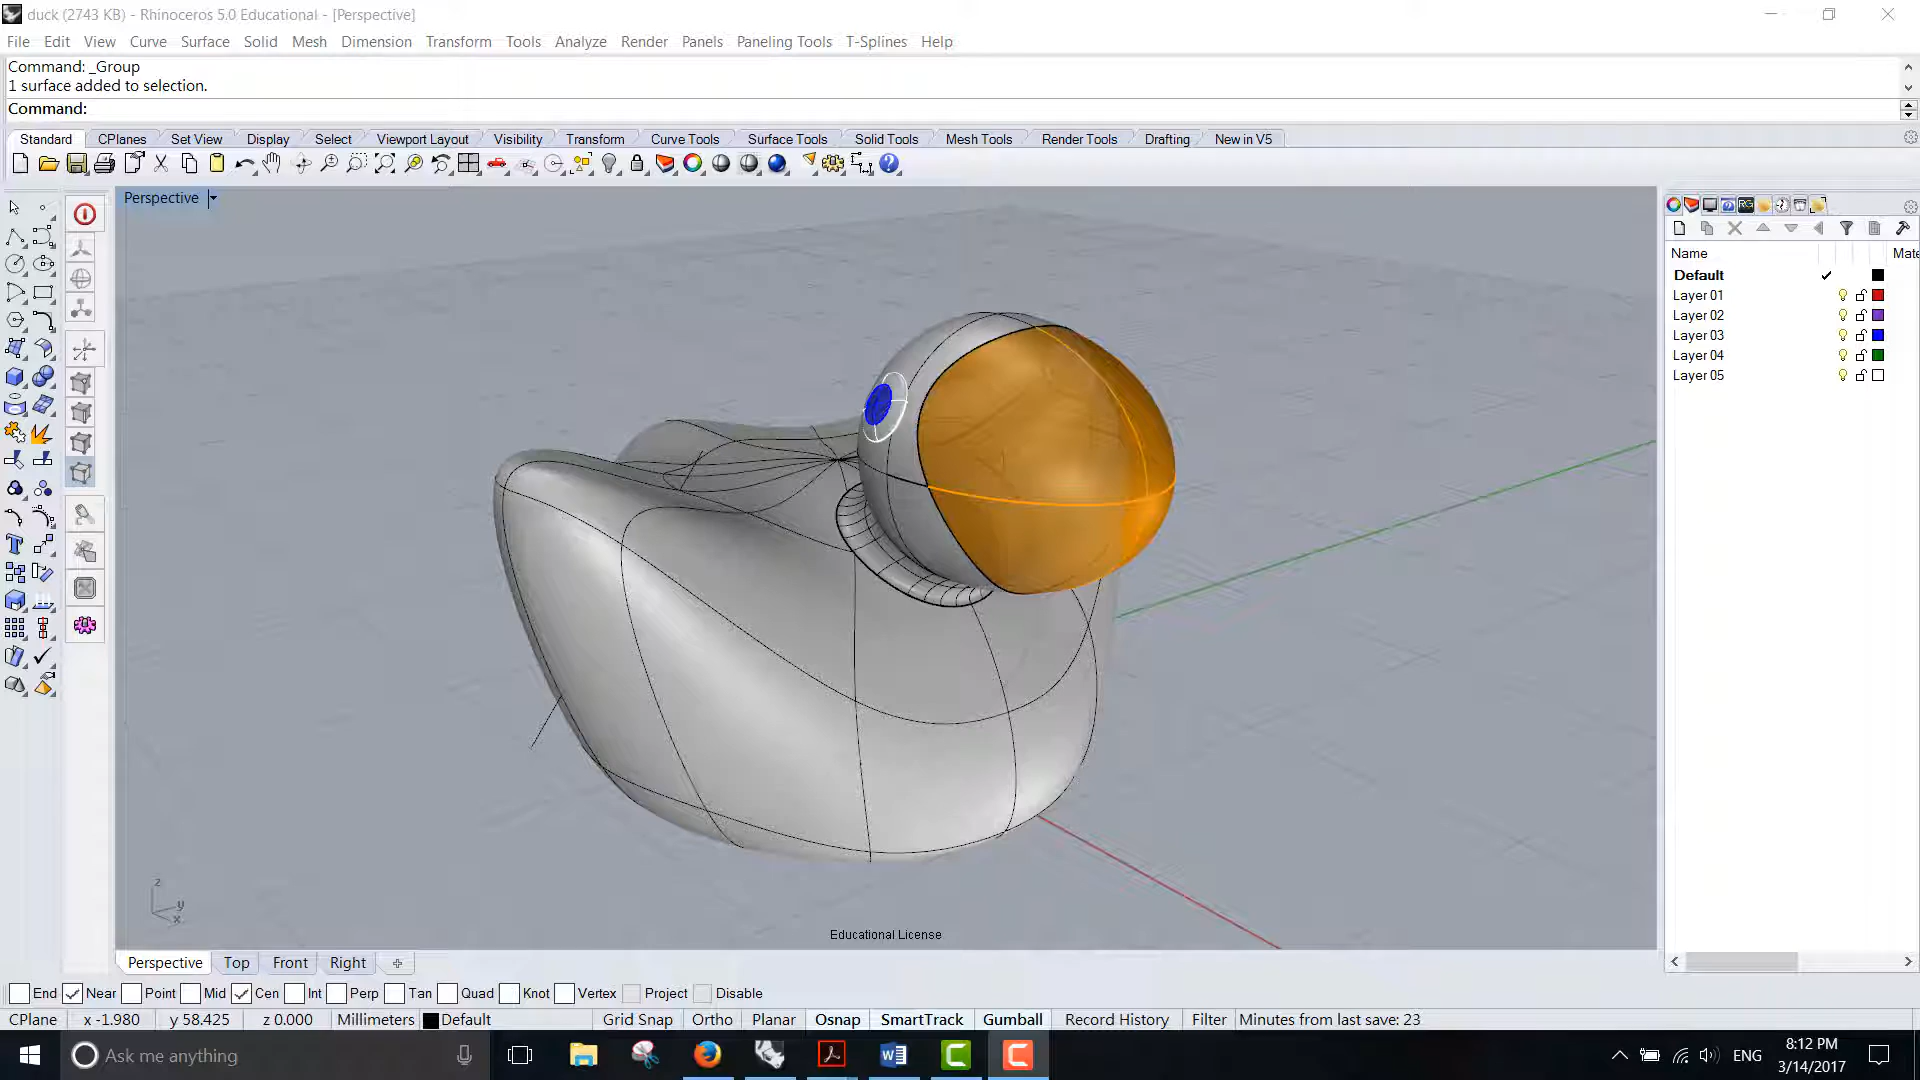 duck (2743 KB) - Rhinoceros 5.0 Educational - [Perspective]
File Edit View Curve Surface Solid Mesh Dimension Transform Tools Analyze Render Panels Paneling Tools T-Splines Help
Command: _Group
1 surface added to selection.
Command:
Standard CPlanes Set View Display Select Viewport Layout Visibility Transform Curve Tools Surface Tools Solid Tools Mesh Tools Render Tools Drafting New in V5
Perspective
Name Mate
Default
Layer 01
Layer 02
Layer 03
Layer 04
Layer 05
z
y
x
Educational License
Perspective Top Front Right
End Near Point Mid Cen Int Perp Tan Quad Knot Vertex Project Disable
CPlane x -1.980 y 58.425 z 0.000 Millimeters Default Grid Snap Ortho Planar Osnap SmartTrack Gumball Record History Filter Minutes from last save: 23
Ask me anything
ENG
8:12 PM
3/14/2017